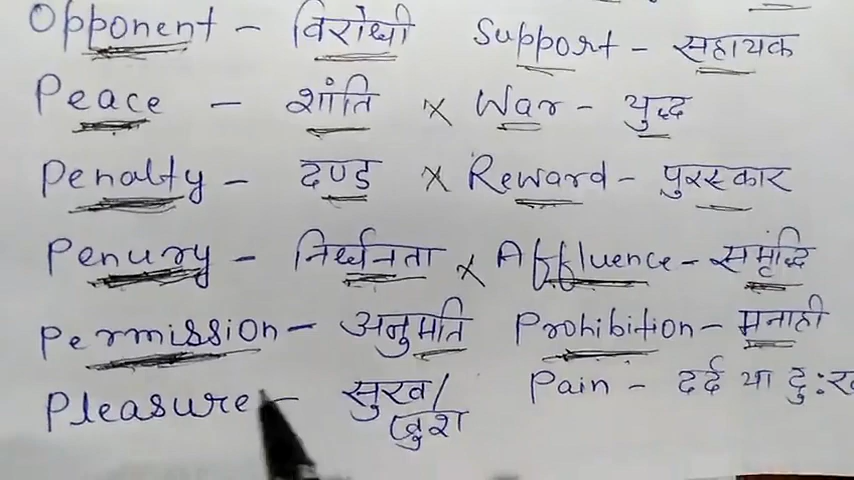 Opponent - विरोधी Support - सहायक
Peace - शांति × War - युद्ध
Penalty - दण्ड × Reward - पुरस्कार
Penury - निर्धनता × Affluence - समृद्धि
Permission - अनुमति Prohibition - मनाही
Pleasure - सुख/ Pain - दर्द या दुःख
खुश